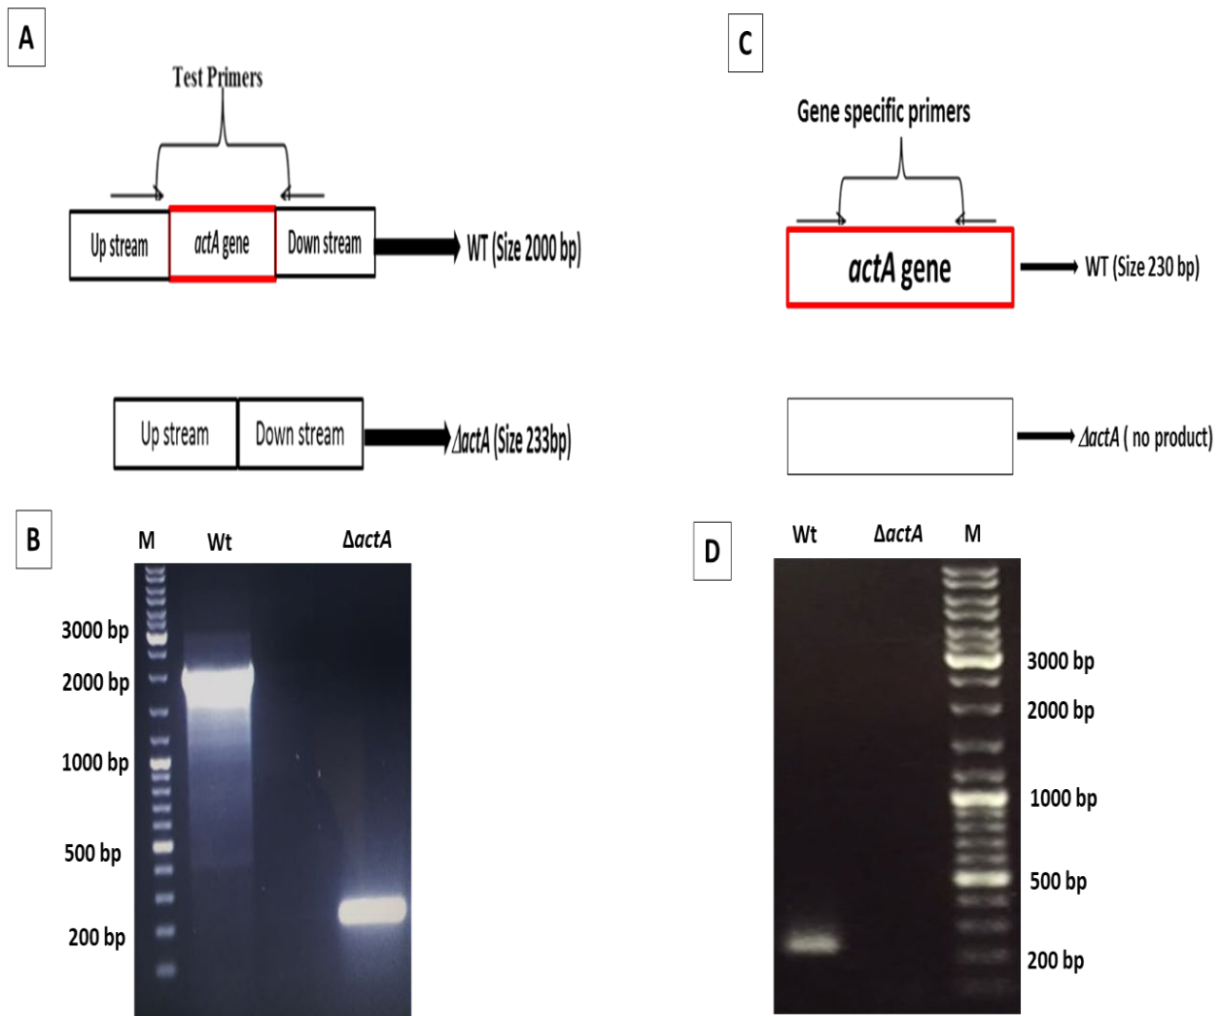 A
Test Primers
Up stream
actA gene
Down stream
WT (Size 2000 bp)
Up stream
Down stream
ΔactA (Size 233bp)
B
M
Wt
ΔactA
3000 bp
2000 bp
1000 bp
500 bp
200 bp
C
Gene specific primers
actA gene
WT (Size 230 bp)
ΔactA ( no product)
D
Wt
ΔactA
M
3000 bp
2000 bp
1000 bp
500 bp
200 bp